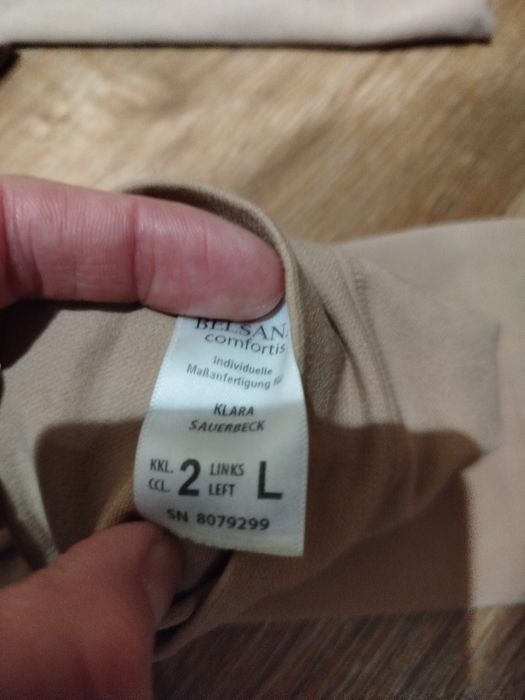 BELSANA
comfortis
Individuelle
Maßanfertigung
KLARA
SAUERBECK
KKL. 2 LINKS L
CCL. LEFT
SN 8079299